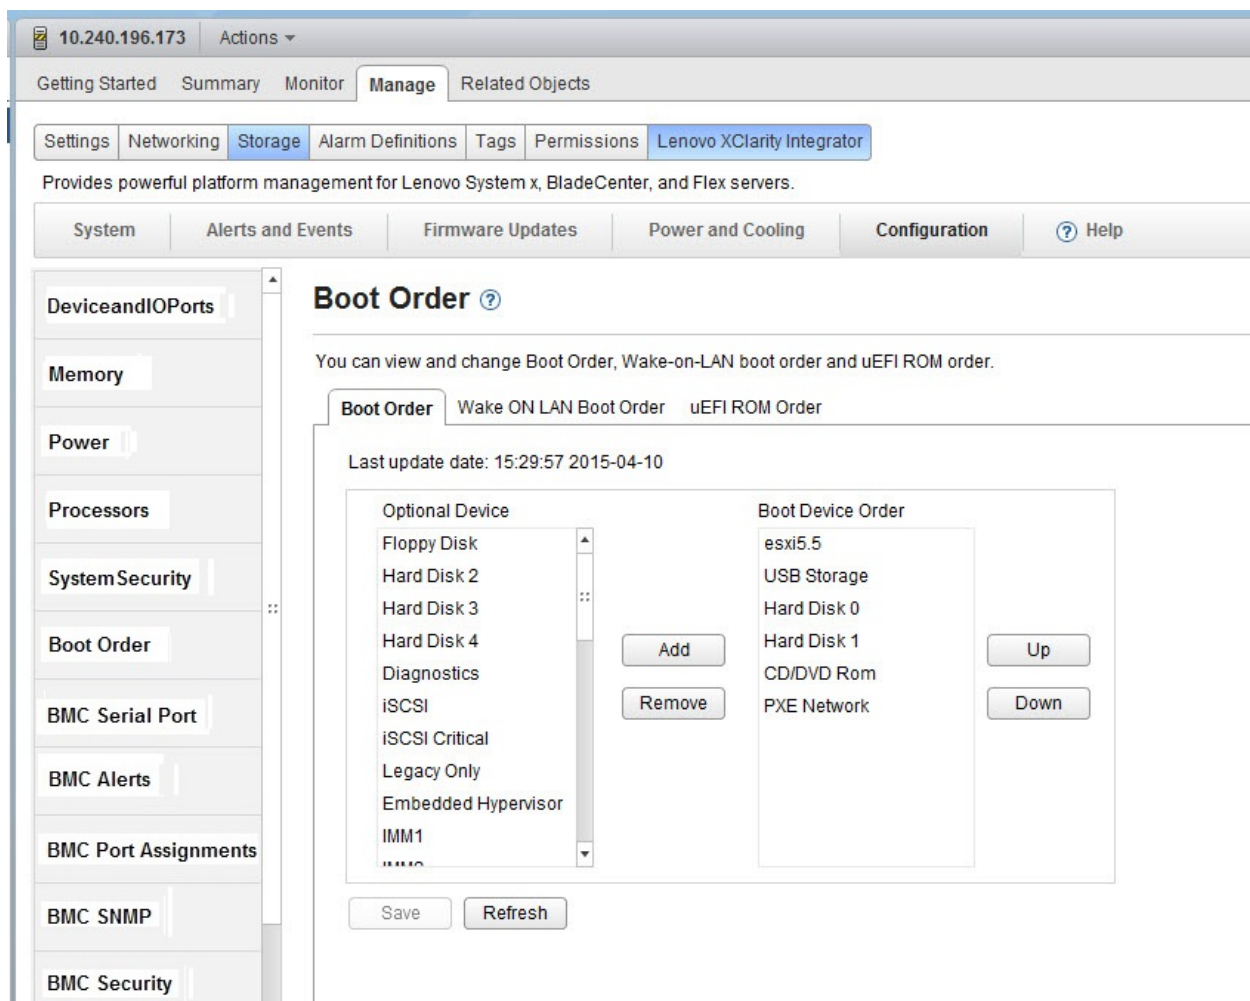 10.240.196.173 Actions
Getting Started Summary Monitor Manage Related Objects
Settings Networking Storage Alarm Definitions Tags Permissions Lenovo XClarity Integrator
Provides powerful platform management for Lenovo System x, BladeCenter, and Flex servers.
System Alerts and Events Firmware Updates Power and Cooling Configuration ? Help
DeviceandIOPorts
Memory
Power
Processors
System Security
Boot Order
BMC Serial Port
BMC Alerts
BMC Port Assignments
BMC SNMP
BMC Security
Boot Order ?
You can view and change Boot Order, Wake-on-LAN boot order and uEFI ROM order.
Boot Order Wake ON LAN Boot Order uEFI ROM Order
Last update date: 15:29:57 2015-04-10
Optional Device
Floppy Disk
Hard Disk 2
Hard Disk 3
Hard Disk 4
Diagnostics
iSCSI
iSCSI Critical
Legacy Only
Embedded Hypervisor
IMM1
Add
Remove
Boot Device Order
esxi5.5
USB Storage
Hard Disk 0
Hard Disk 1
CD/DVD Rom
PXE Network
Up
Down
Save Refresh